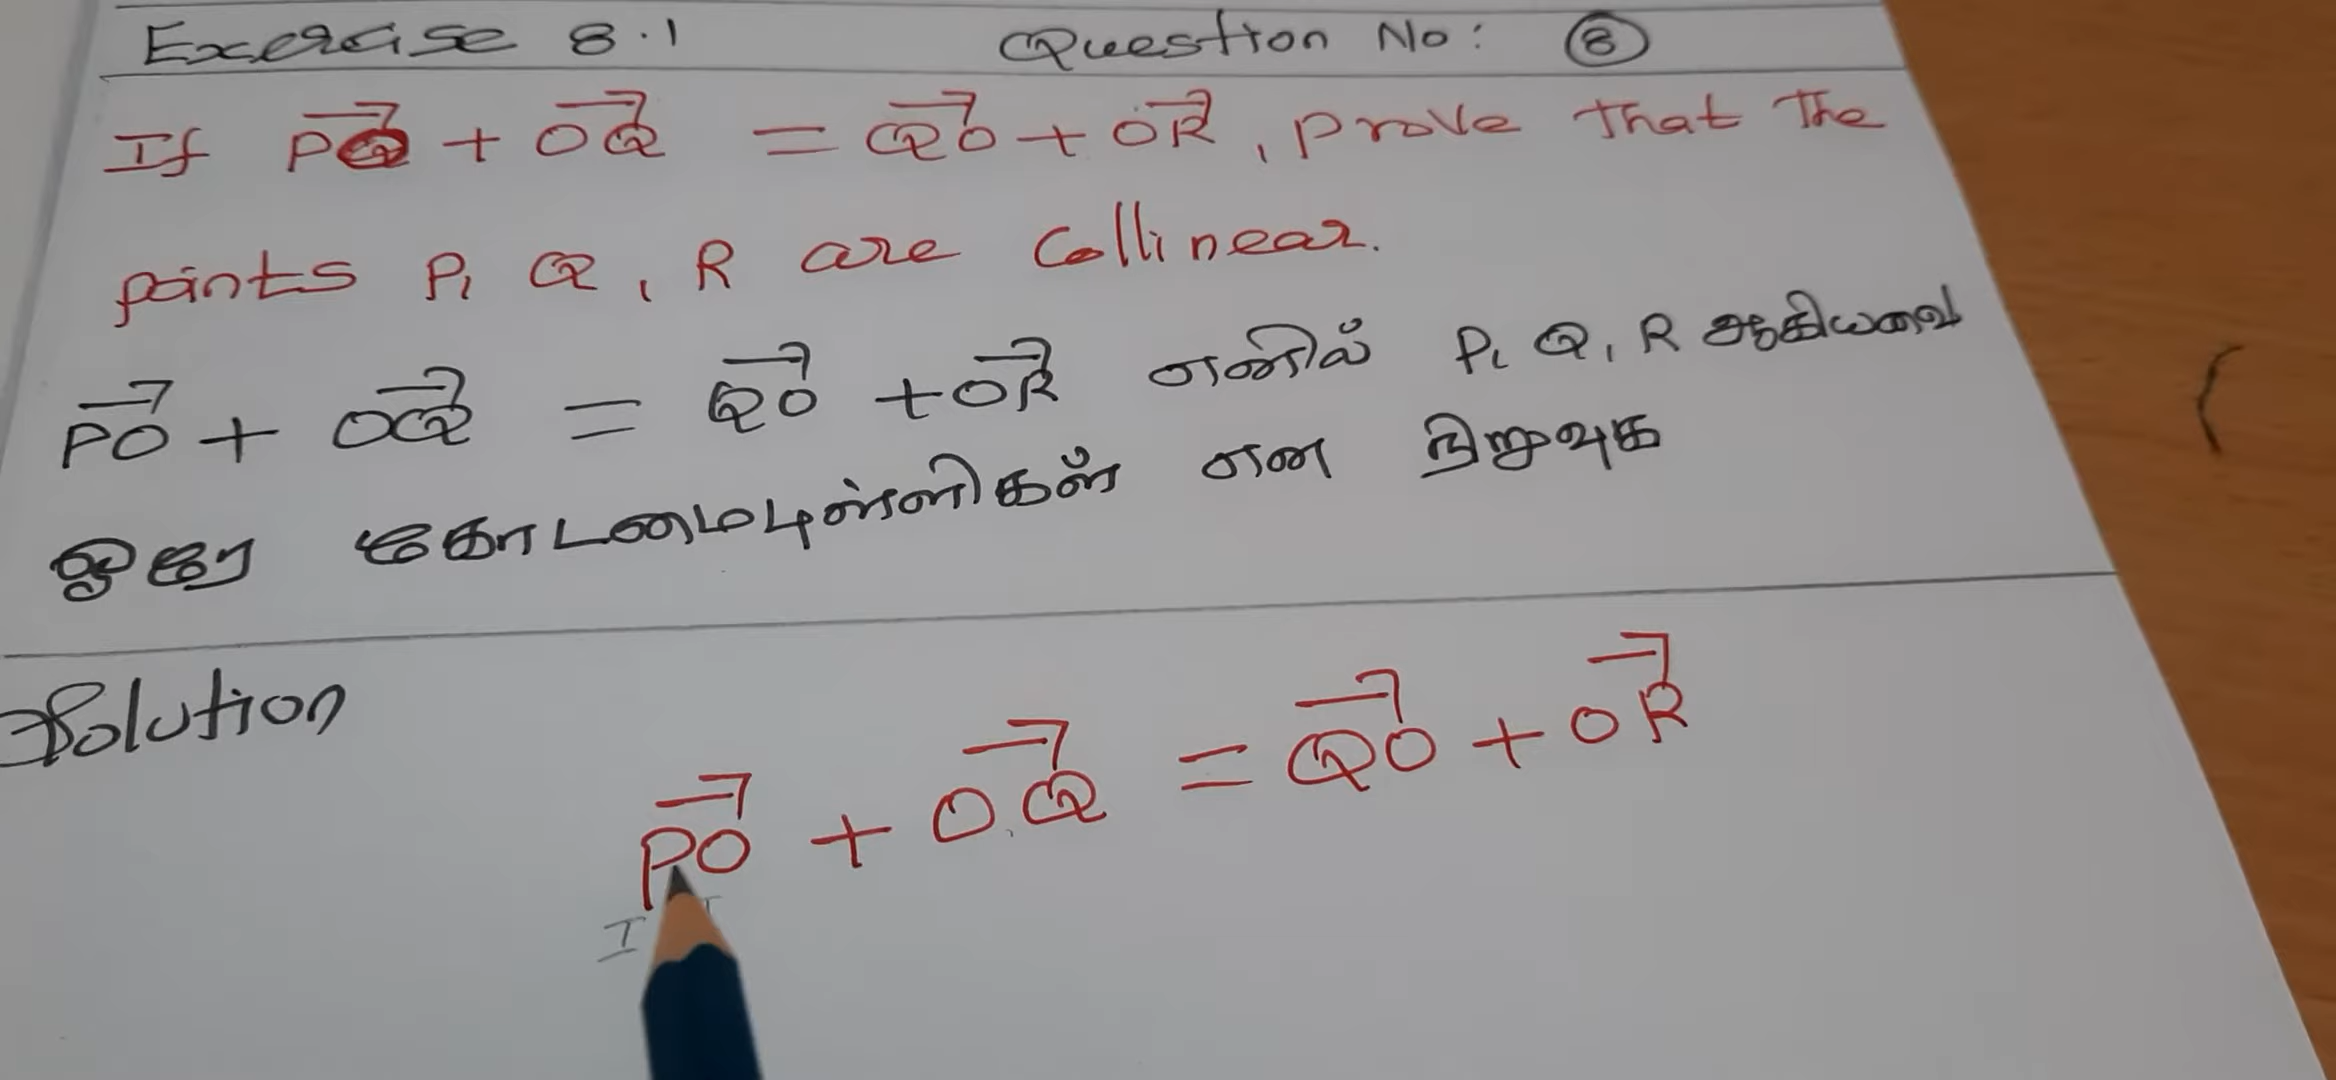 Exercise 8.1 Question No: 8
If PO + OQ = QO + OR, prove that the
points P, Q, R are collinear.
PO + OQ = QO + OR எனில் P, Q, R ஆகியவை
ஒரே கோடமைபுள்ளிகள் என நிறுவுக
Solution
PO + OQ = QO + OR
I I